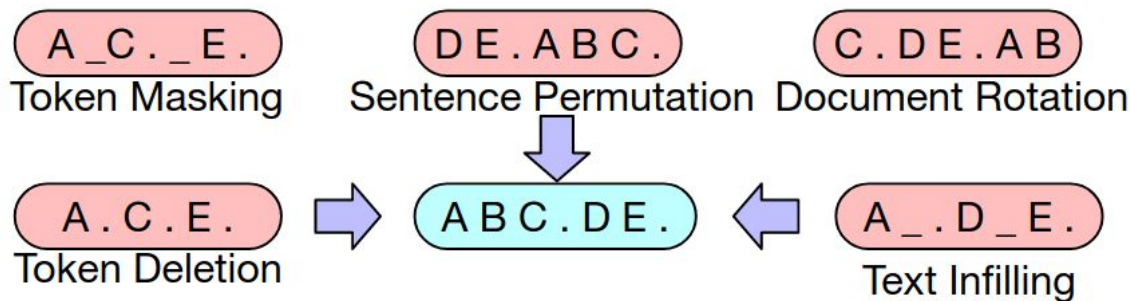 A _ C . _ E .
D E . A B C .
C . D E . A B
Token Masking
Sentence Permutation
Document Rotation
A . C . E .
A B C . D E .
A _ . D _ E .
Token Deletion
Text Infilling